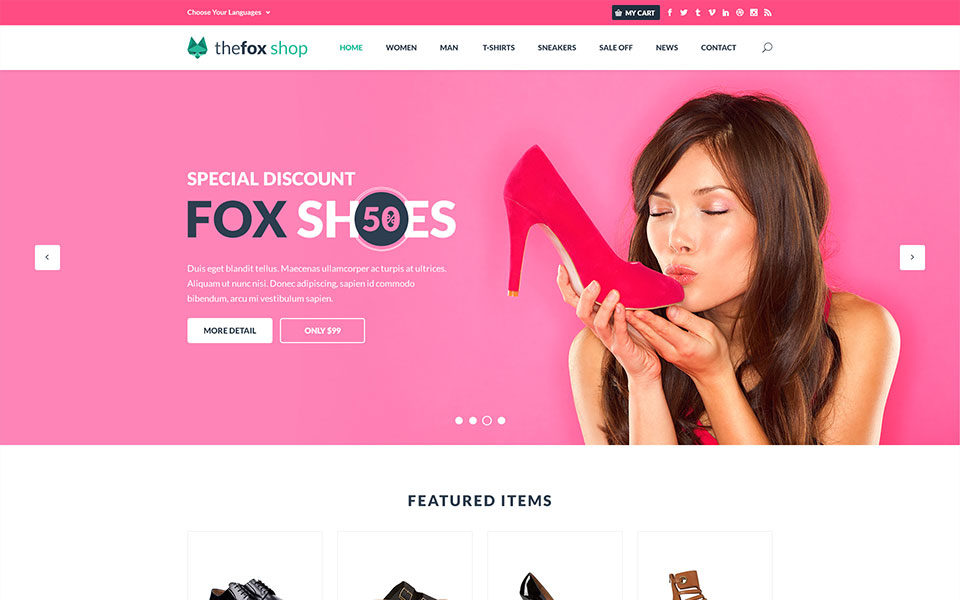 Choose Your Languages
MY CART
thefox shop
HOME WOMEN MAN T-SHIRTS SNEAKERS SALE OFF NEWS CONTACT
SPECIAL DISCOUNT
FOX SHOES
50%
Duis eget blandit tellus. Maecenas ullamcorper ac turpis at ultrices.
Aliquam ut nunc nisi. Donec adipiscing, sapien id commodo
bibendum, arcu mi vestibulum sapien.
MORE DETAIL
ONLY $99
FEATURED ITEMS